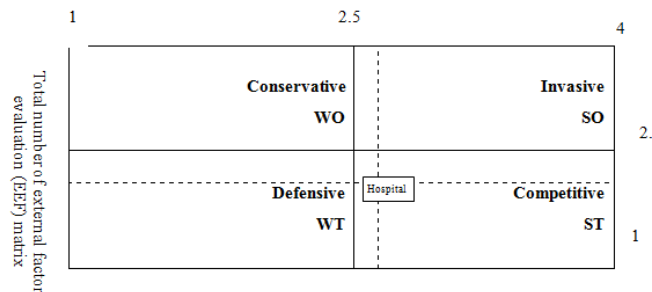 1
2.5
4
Conservative
Invasive
WO
SO
2.
Total number of external factor
evaluation (EEF) matrix
Hospital
Defensive
Competitive
WT
ST
1